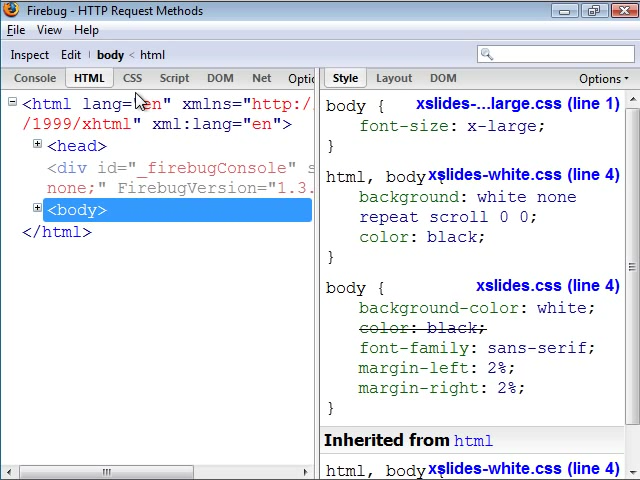 Firebug - HTTP Request Methods
File View Help
Inspect Edit | body < html
Console HTML CSS Script DOM Net Optic
Style Layout DOM Options
<html lang="en" xmlns="http:/
/1999/xhtml" xml:lang="en">
<head>
<div id="_firebugConsole" s
none;" FirebugVersion="1.3.
<body>
</html>
body { xslides-...large.css (line 1)
font-size: x-large;
}
html, body { xslides-white.css (line 4)
background: white none
repeat scroll 0 0;
color: black;
}
body { xslides.css (line 4)
background-color: white;
color: black;
font-family: sans-serif;
margin-left: 2%;
margin-right: 2%;
}
Inherited from html
html, body xslides-white.css (line 4)